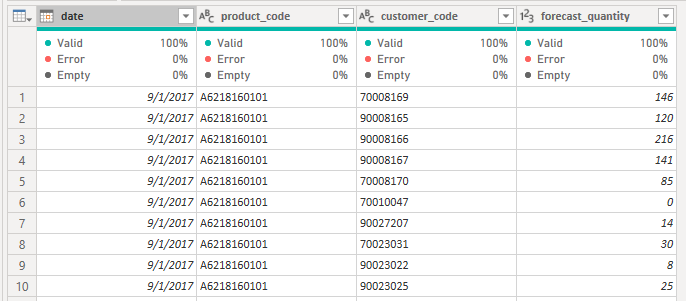 date ABC product_code ABC customer_code 123 forecast_quantity
Valid 100% Valid 100% Valid 100% Valid 100%
Error 0% Error 0% Error 0% Error 0%
Empty 0% Empty 0% Empty 0% Empty 0%
1 9/1/2017 A6218160101 70008169 146
2 9/1/2017 A6218160101 90008165 120
3 9/1/2017 A6218160101 90008166 216
4 9/1/2017 A6218160101 90008167 141
5 9/1/2017 A6218160101 70008170 85
6 9/1/2017 A6218160101 70010047 0
7 9/1/2017 A6218160101 90027207 14
8 9/1/2017 A6218160101 70023031 30
9 9/1/2017 A6218160101 90023022 8
10 9/1/2017 A6218160101 90023025 25